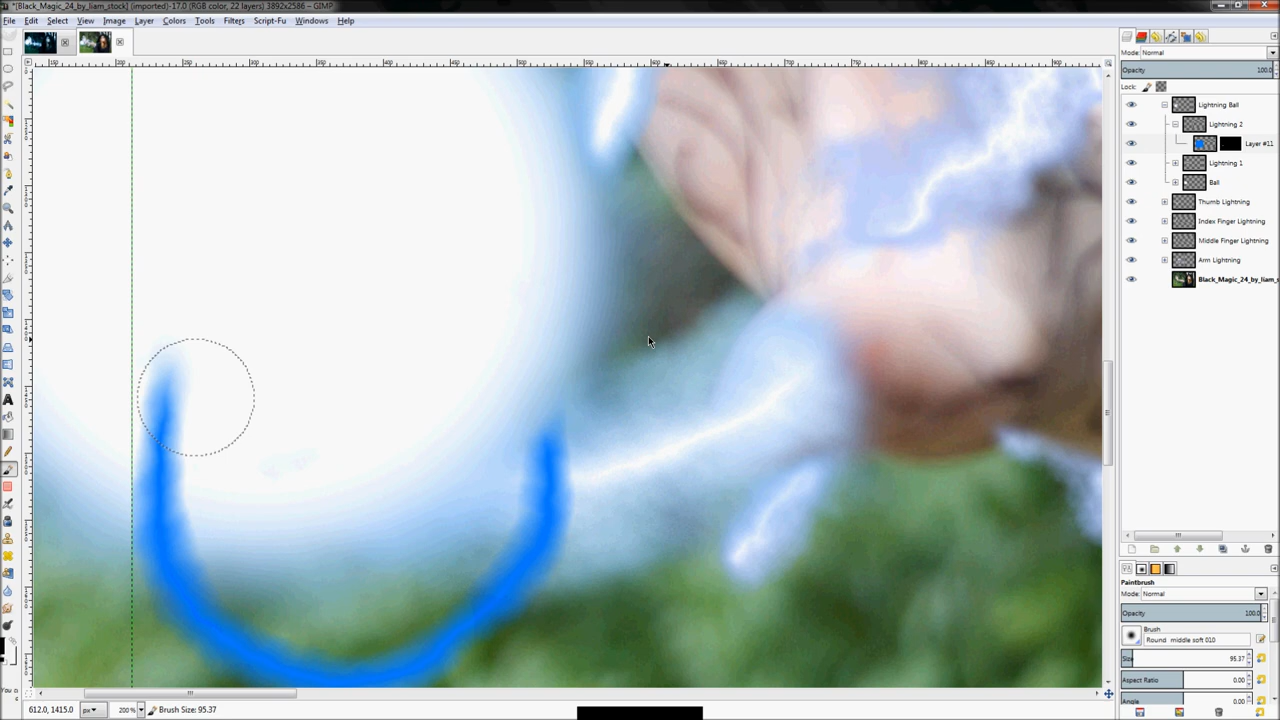 *[Black_Magic_24_by_liam_stock] (imported)-17.0 (RGB color, 22 layers) 3892x2586 – GIMP
File Edit Select View Image Layer Colors Tools Filters Script-Fu Windows Help
Mode: Normal
Opacity 100.0
Lock:
Lightning Ball
Lightning 2
Layer #11
Lightning 1
Ball
Thumb Lightning
Index Finger Lightning
Middle Finger Lightning
Arm Lightning
Black_Magic_24_by_liam_s
Paintbrush
Mode: Normal
Opacity 100.0
Brush
Round middle soft 010
Size 95.37
Aspect Ratio 0.00
Angle 0.00
You c
612.0, 1415.0 px 200% Brush Size: 95.37